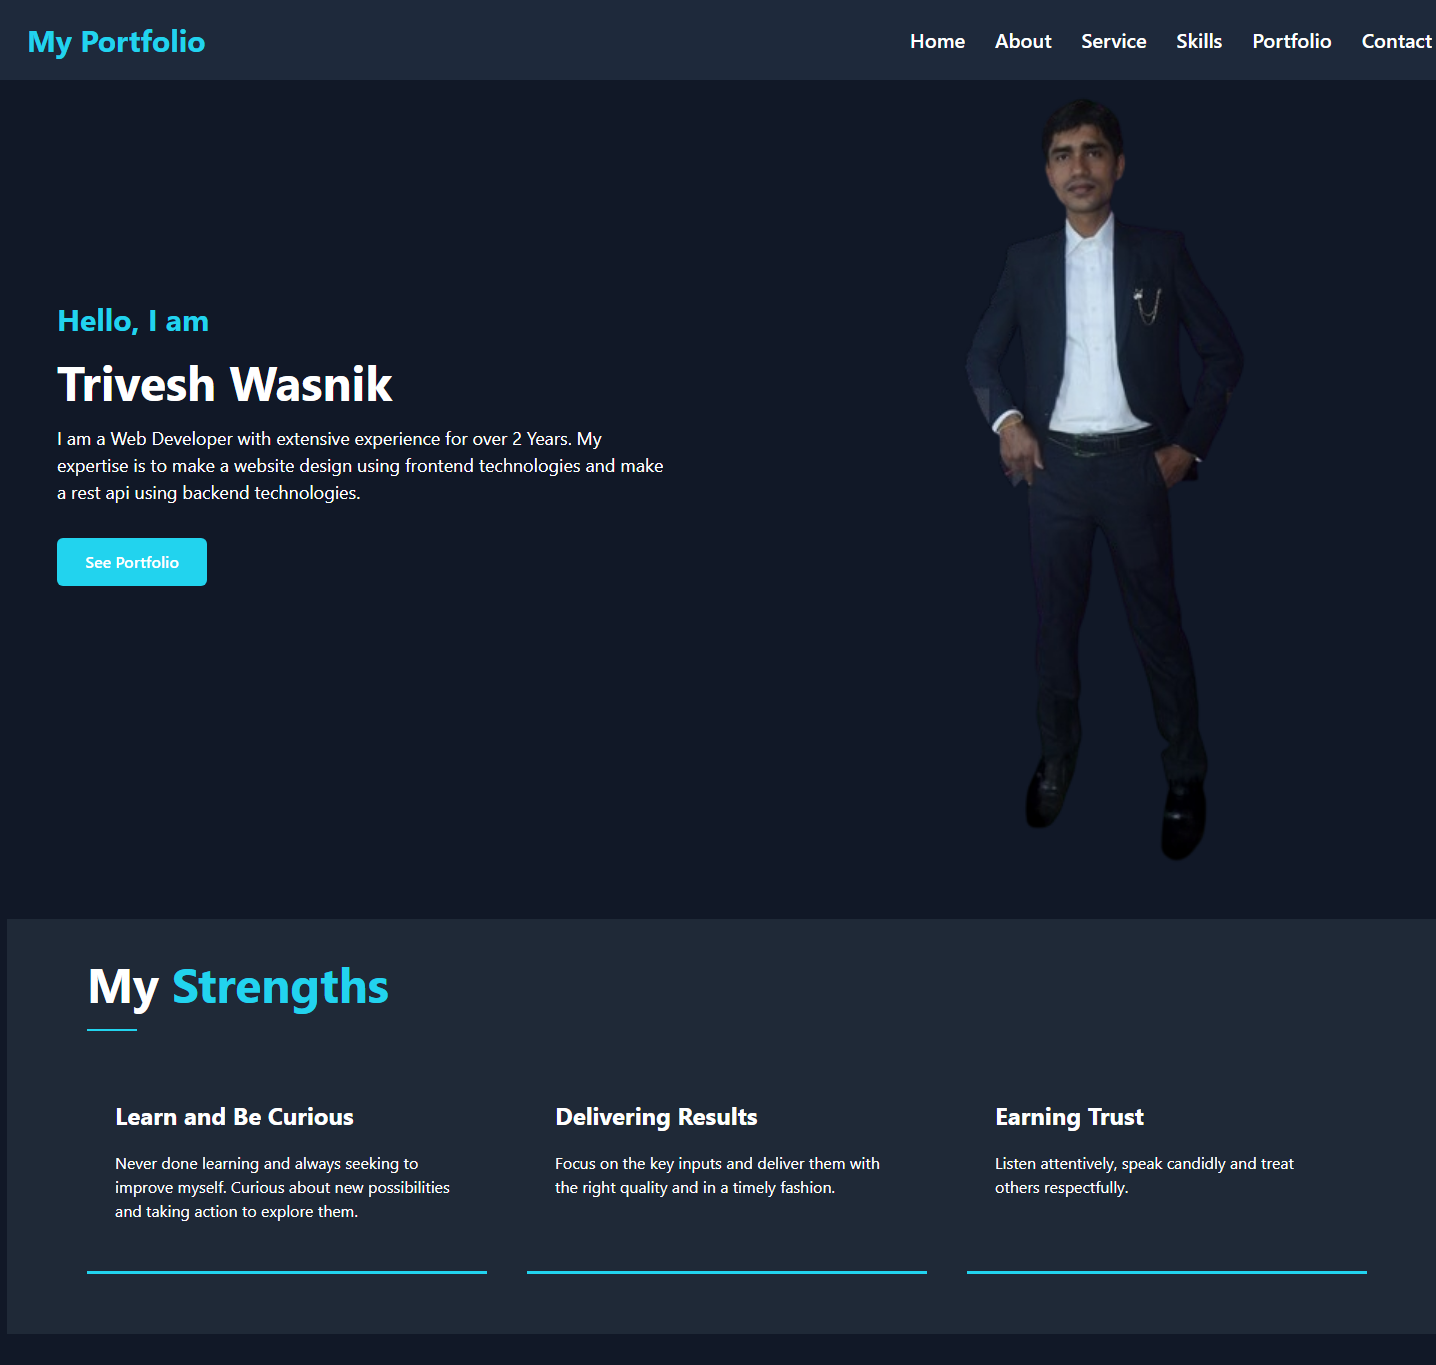 My Portfolio
Home About Service Skills Portfolio Contact
Hello, I am
Trivesh Wasnik
I am a Web Developer with extensive experience for over 2 Years. My
expertise is to make a website design using frontend technologies and make
a rest api using backend technologies.
See Portfolio
My Strengths
Learn and Be Curious
Never done learning and always seeking to
improve myself. Curious about new possibilities
and taking action to explore them.
Delivering Results
Focus on the key inputs and deliver them with
the right quality and in a timely fashion.
Earning Trust
Listen attentively, speak candidly and treat
others respectfully.